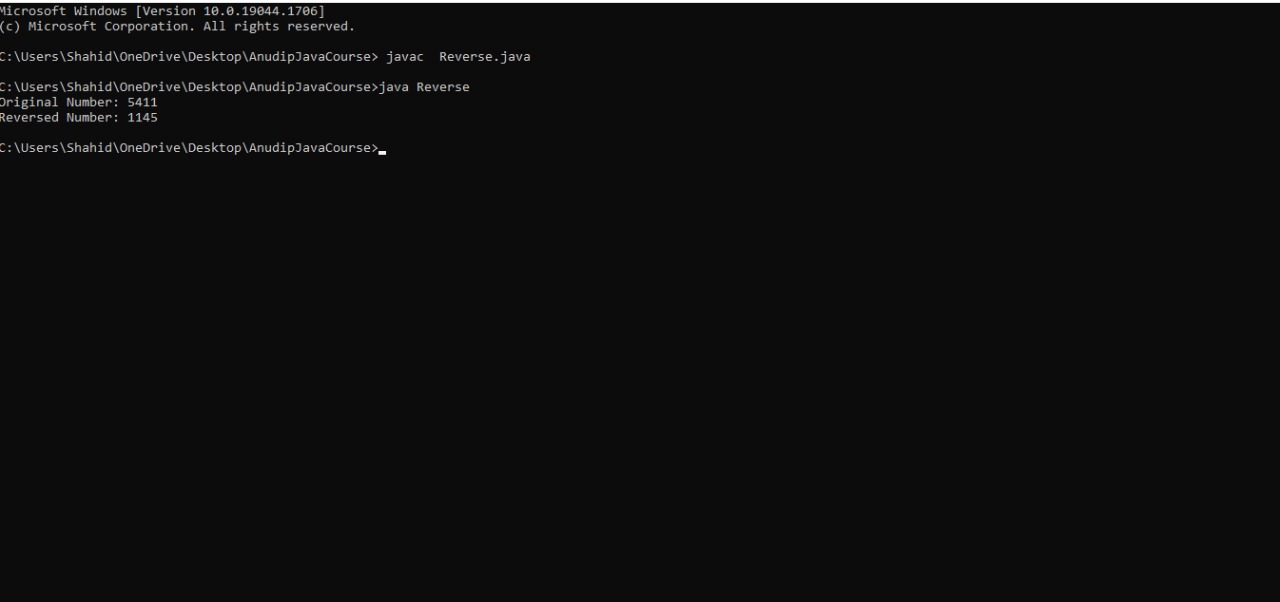 Microsoft Windows [Version 10.0.19044.1706]
(c) Microsoft Corporation. All rights reserved.
C:\Users\Shahid\OneDrive\Desktop\AnudipJavaCourse> javac  Reverse.java
C:\Users\Shahid\OneDrive\Desktop\AnudipJavaCourse>java Reverse
Original Number: 5411
Reversed Number: 1145
C:\Users\Shahid\OneDrive\Desktop\AnudipJavaCourse>